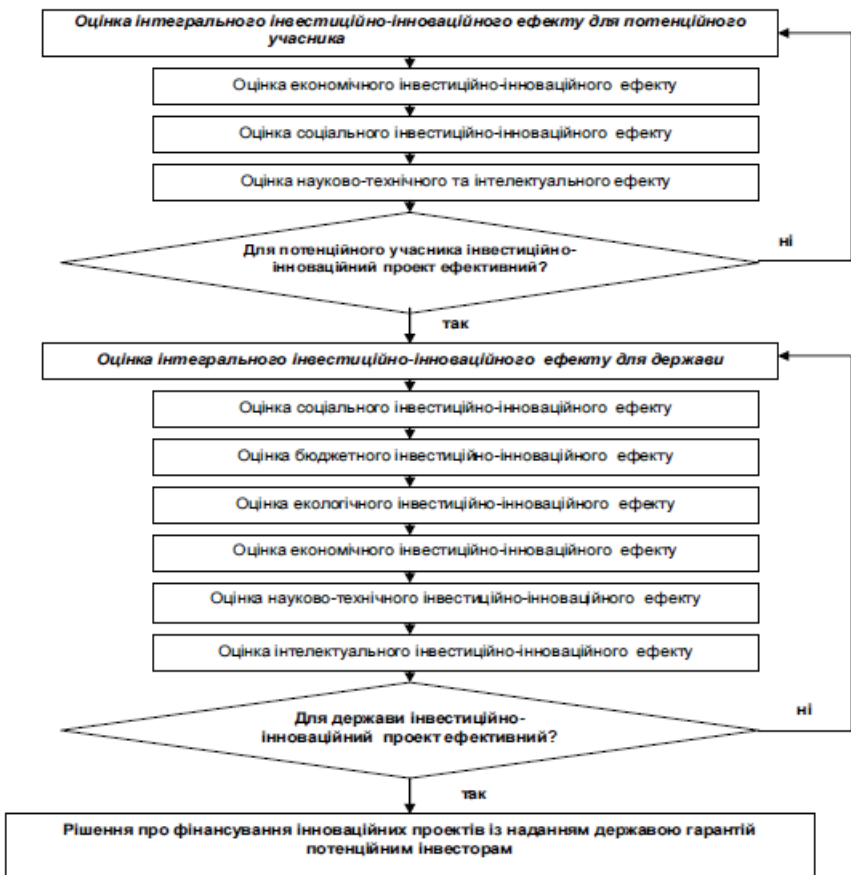 Оцінка інтегрального інвестиційно-інноваційного ефекту для потенційного
учасника
Оцінка економічного інвестиційно-інноваційного ефекту
Оцінка соціального інвестиційно-інноваційного ефекту
Оцінка науково-технічного та інтелектуального ефекту
Для потенційного учасника інвестиційно-
інноваційний проект ефективний?
ні
так
Оцінка інтегрального інвестиційно-інноваційного ефекту для держави
Оцінка соціального інвестиційно-інноваційного ефекту
Оцінка бюджетного інвестиційно-інноваційного ефекту
Оцінка екологічного інвестиційно-інноваційного ефекту
Оцінка економічного інвестиційно-інноваційного ефекту
Оцінка науково-технічного інвестиційно-інноваційного ефекту
Оцінка інтелектуального інвестиційно-інноваційного ефекту
Для держави інвестиційно-
інноваційний проект ефективний?
ні
так
Рішення про фінансування інноваційних проектів із наданням державою гарантій
потенційним інвесторам